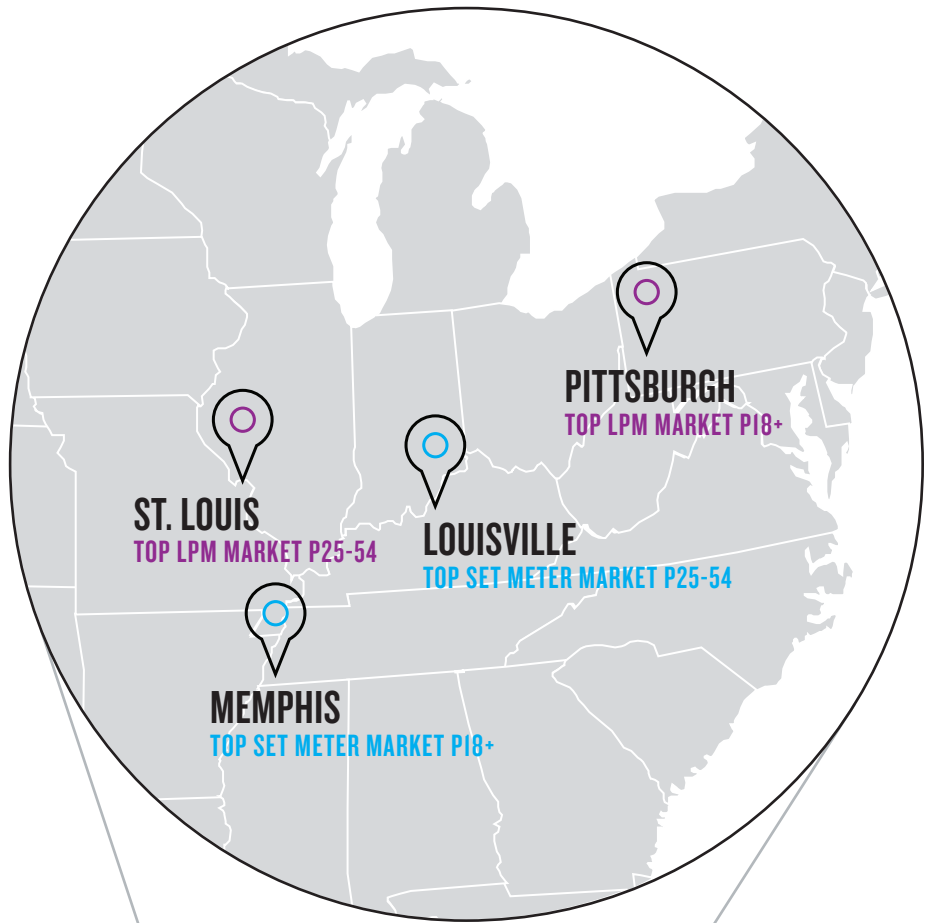 PITTSBURGH
TOP LPM MARKET P18+
ST. LOUIS
TOP LPM MARKET P25-54
LOUISVILLE
TOP SET METER MARKET P25-54
MEMPHIS
TOP SET METER MARKET P18+